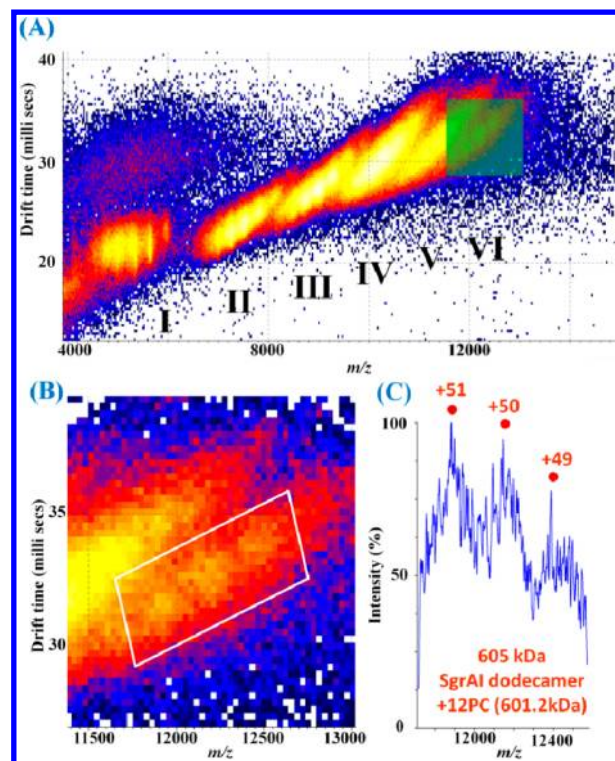 (A)
Drift time (milli secs)
40
30
20
I
II
III
IV
V
VI
4000
8000
12000
m/z
(B)
Drift time (milli secs)
35
30
11500
12000
12500
13000
m/z
(C)
+51
+50
+49
Intensity (%)
100
50
0
605 kDa
SgrAI dodecamer
+12PC (601.2kDa)
12000
12400
m/z